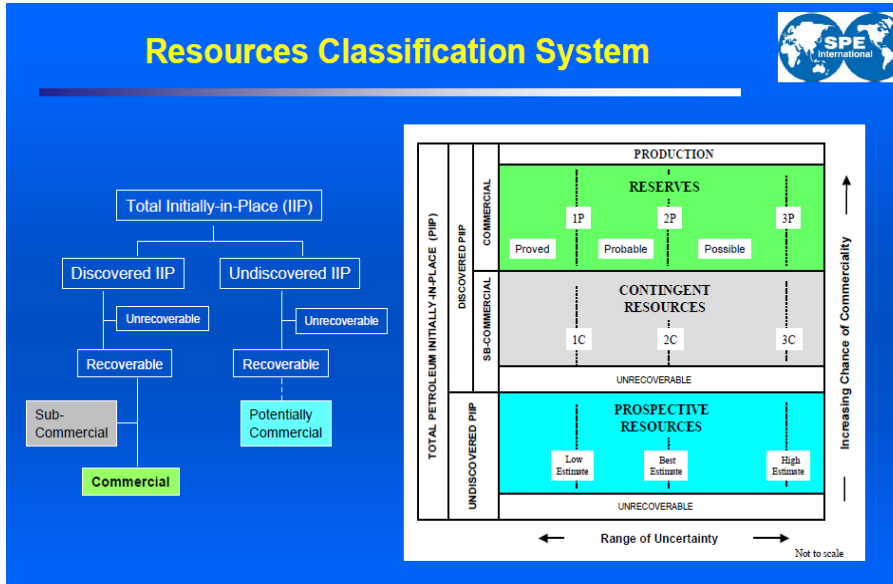 Resources Classification System
SPE
International
Total Initially-in-Place (IIP)
Discovered IIP
Undiscovered IIP
Unrecoverable
Unrecoverable
Recoverable
Recoverable
Sub-
Commercial
Potentially
Commercial
Commercial
TOTAL PETROLEUM INITIALLY-IN-PLACE (PIIP)
DISCOVERED PIIP
UNDISCOVERED PIIP
COMMERCIAL
SB-COMMERCIAL
PRODUCTION
RESERVES
1P
2P
3P
Proved
Probable
Possible
CONTINGENT
RESOURCES
1C
2C
3C
UNRECOVERABLE
PROSPECTIVE
RESOURCES
Low
Estimate
Best
Estimate
High
Estimate
UNRECOVERABLE
Increasing Chance of Commerciality
Range of Uncertainty
Not to scale